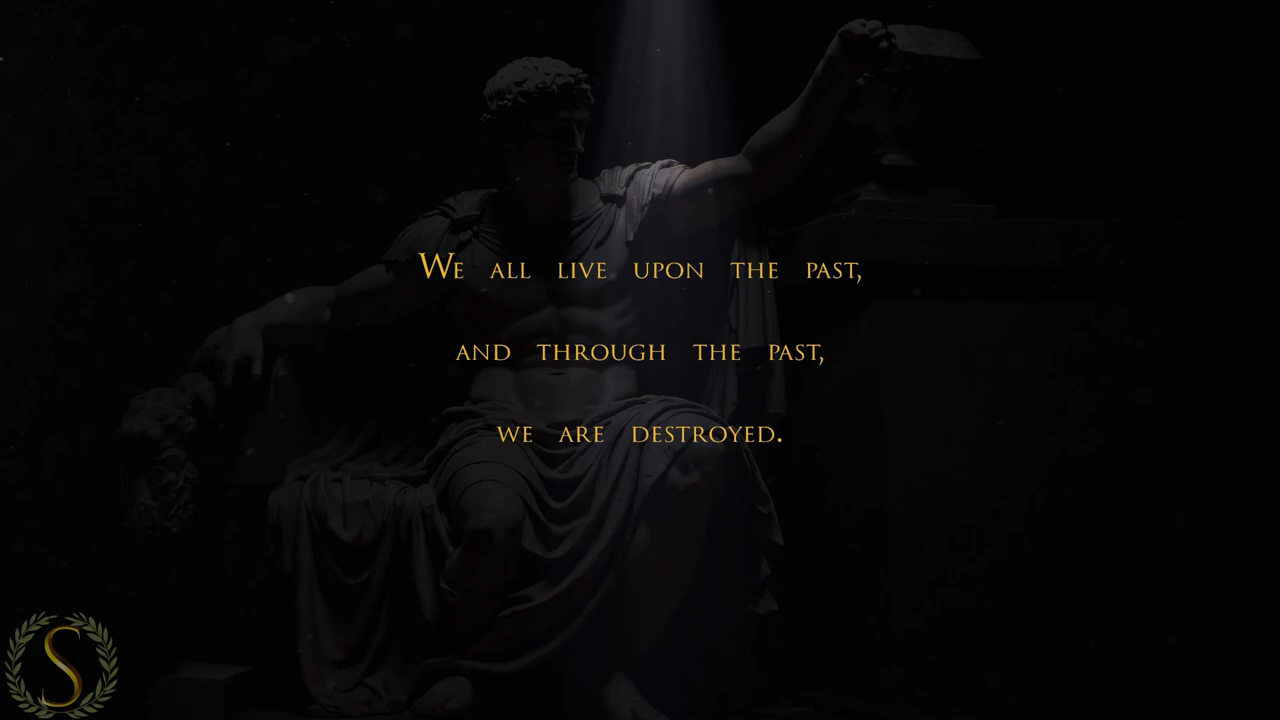 We all live upon the past,
and through the past,
we are destroyed.
S